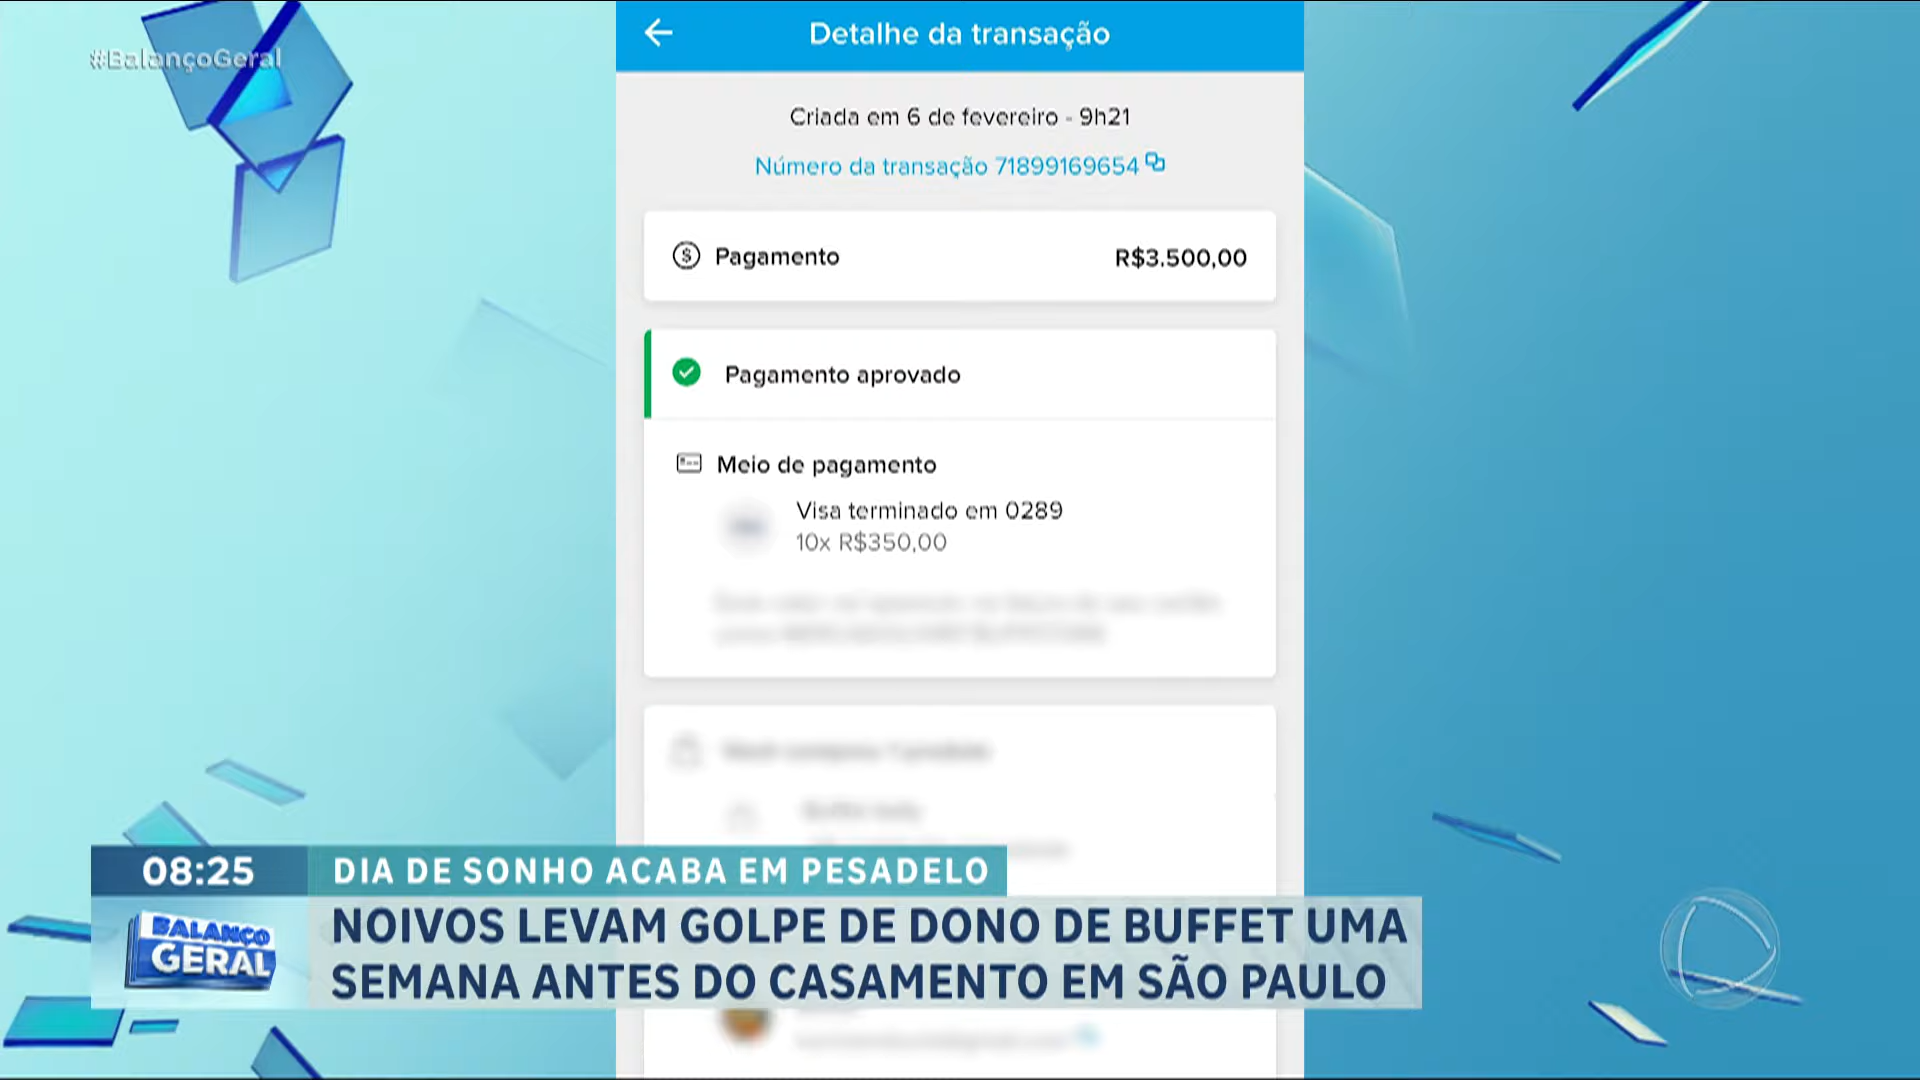 #BalançoGeral
Detalhe da transação
Criada em 6 de fevereiro - 9h21
Número da transação 71899169654
Pagamento
R$3.500,00
Pagamento aprovado
Meio de pagamento
Visa terminado em 0289
10x R$350,00
08:25
DIA DE SONHO ACABA EM PESADELO
BALANÇO
GERAL
NOIVOS LEVAM GOLPE DE DONO DE BUFFET UMA
SEMANA ANTES DO CASAMENTO EM SÃO PAULO